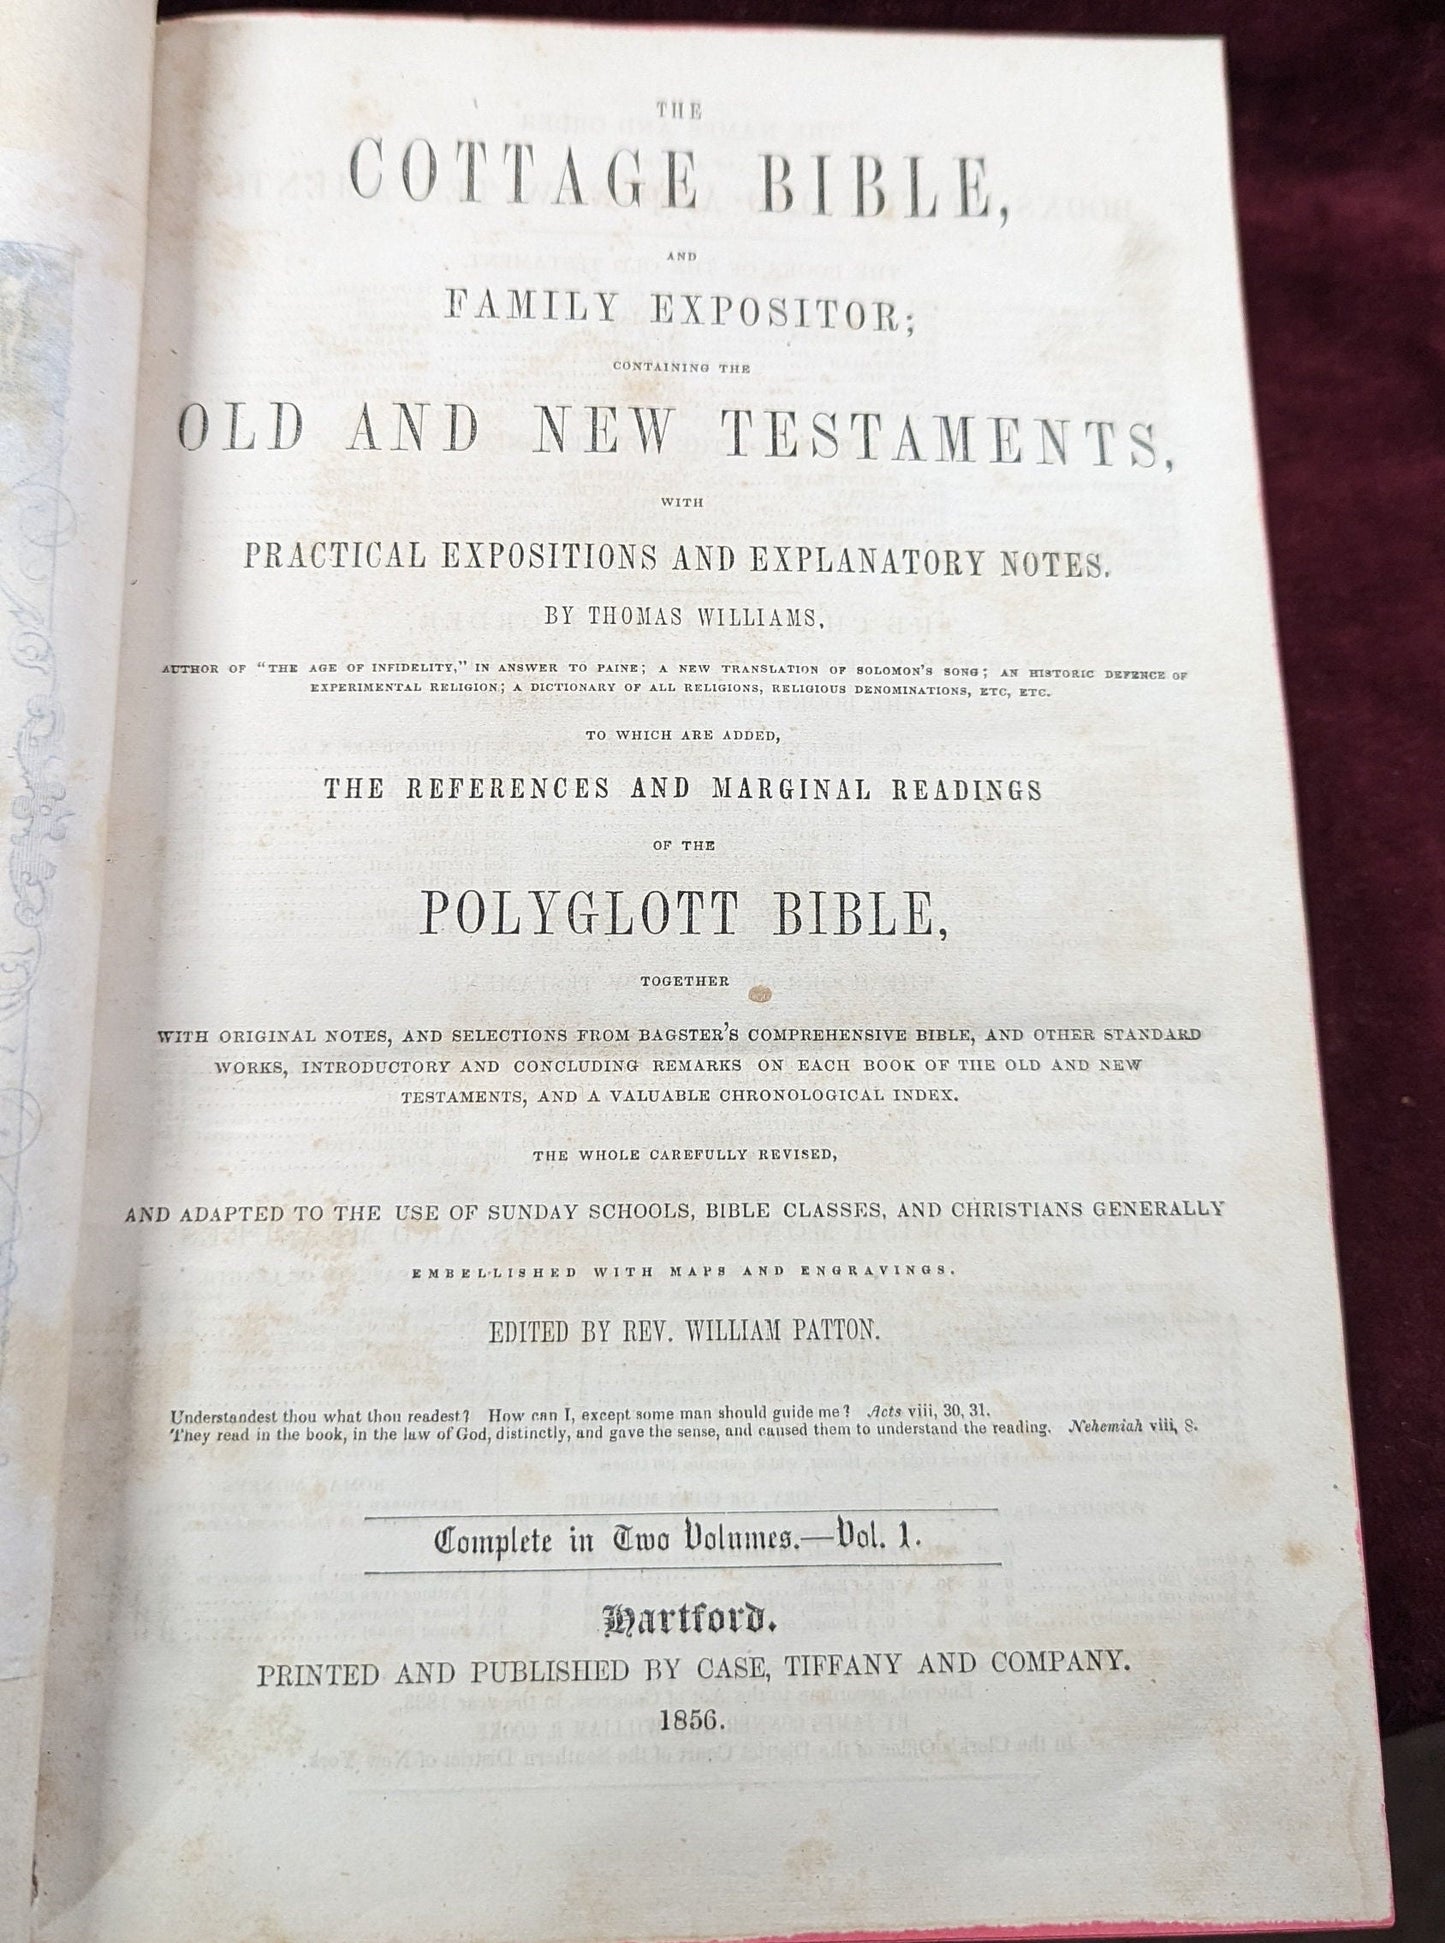 THE
COTTAGE BIBLE,
AND
FAMILY EXPOSITOR;
CONTAINING THE
OLD AND NEW TESTAMENTS,
WITH
PRACTICAL EXPOSITIONS AND EXPLANATORY NOTES.
BY THOMAS WILLIAMS,
AUTHOR OF "THE AGE OF INFIDELITY," IN ANSWER TO PAINE; A NEW TRANSLATION OF SOLOMON'S SONG; AN HISTORIC DEFENCE OF
EXPERIMENTAL RELIGION; A DICTIONARY OF ALL RELIGIONS, RELIGIOUS DENOMINATIONS, ETC, ETC.
TO WHICH ARE ADDED,
THE REFERENCES AND MARGINAL READINGS
OF THE
POLYGLOTT BIBLE,
TOGETHER
WITH ORIGINAL NOTES, AND SELECTIONS FROM BAGSTER'S COMPREHENSIVE BIBLE, AND OTHER STANDARD
WORKS, INTRODUCTORY AND CONCLUDING REMARKS ON EACH BOOK OF THE OLD AND NEW
TESTAMENTS, AND A VALUABLE CHRONOLOGICAL INDEX.
THE WHOLE CAREFULLY REVISED,
AND ADAPTED TO THE USE OF SUNDAY SCHOOLS, BIBLE CLASSES, AND CHRISTIANS GENERALLY
EMBELLISHED WITH MAPS AND ENGRAVINGS.
EDITED BY REV. WILLIAM PATTON.
Understandest thou what thou readest? How can I, except some man should guide me? Acts viii, 30, 31.
They read in the book, in the law of God, distinctly, and gave the sense, and caused them to understand the reading. Nehemiah viii, 8.
Complete in Two Volumes.—Vol. 1.
Hartford.
PRINTED AND PUBLISHED BY CASE, TIFFANY AND COMPANY.
1856.